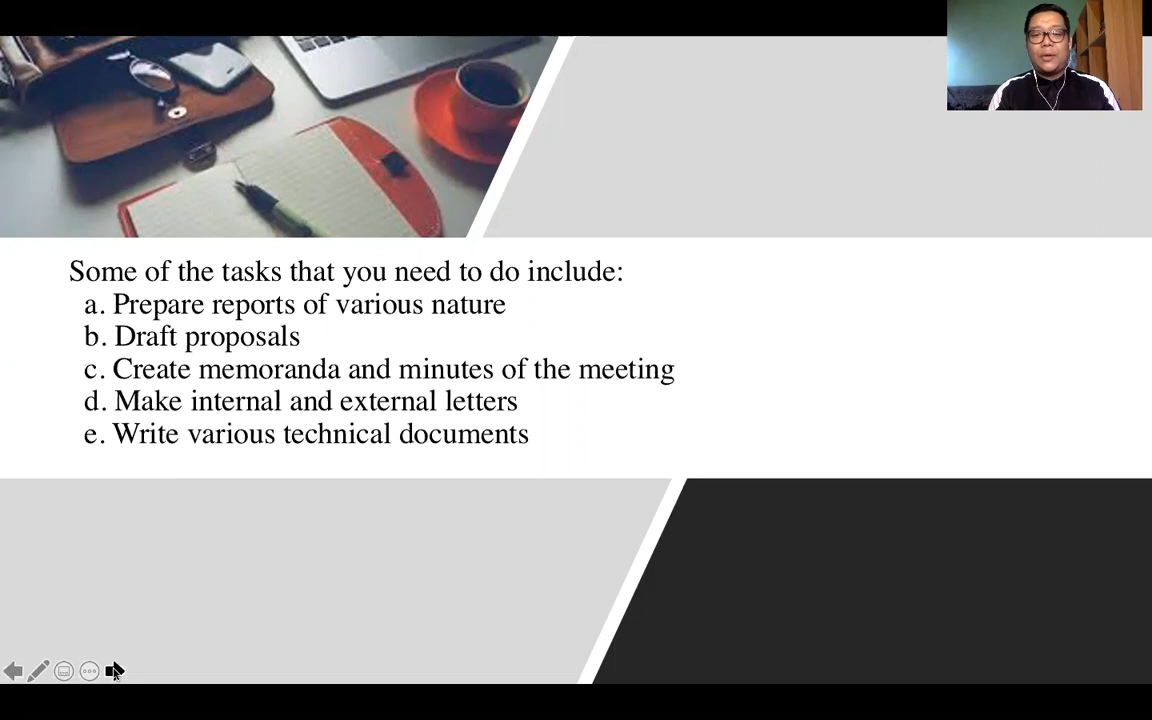 Some of the tasks that you need to do include:
a. Prepare reports of various nature
b. Draft proposals
c. Create memoranda and minutes of the meeting
d. Make internal and external letters
e. Write various technical documents